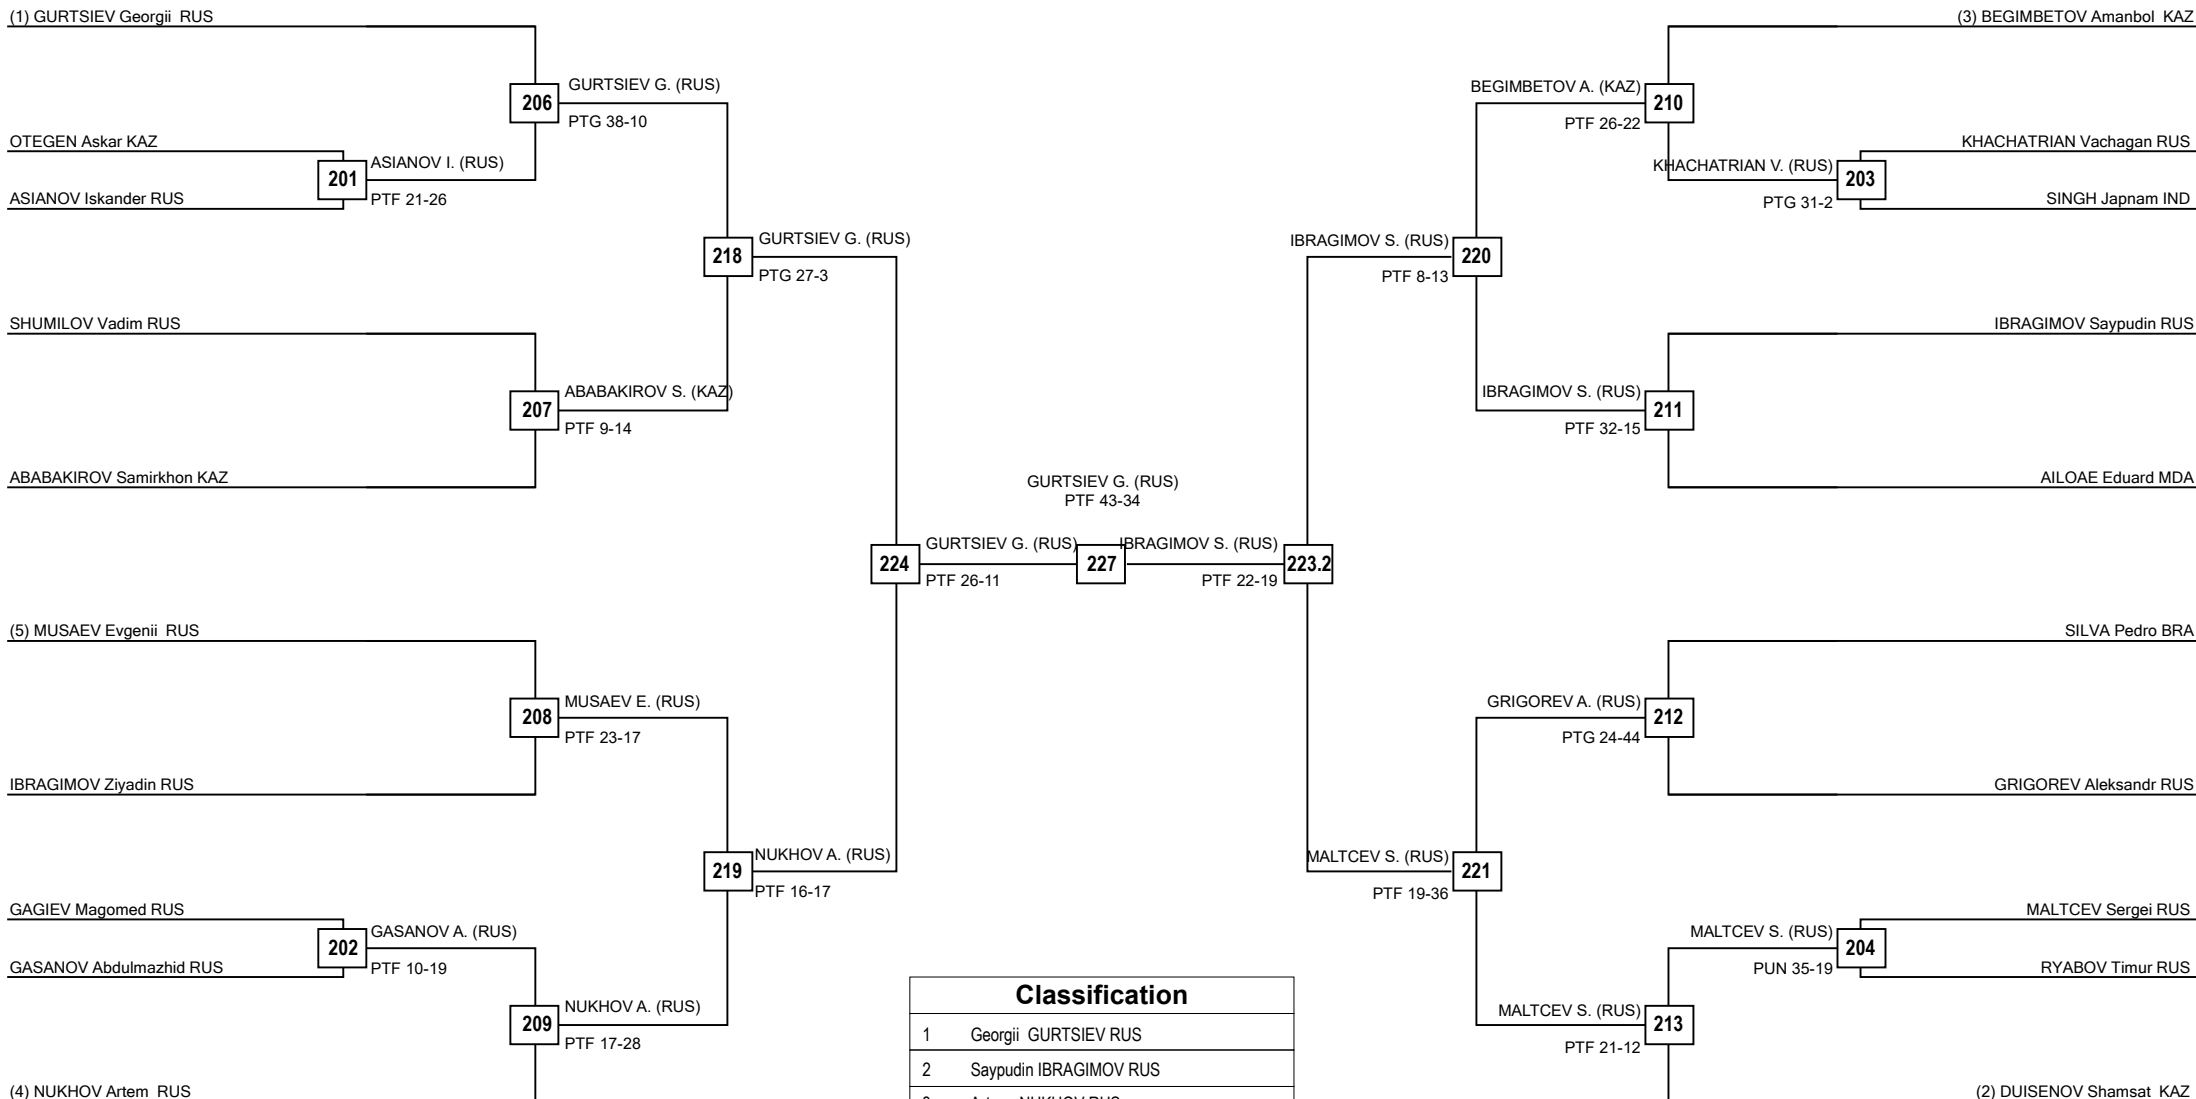 (1) GURTSIEV Georgii  RUS
(3) BEGIMBETOV Amanbol  KAZ
206
GURTSIEV G. (RUS)
PTG 38-10
BEGIMBETOV A. (KAZ)
PTF 26-22
210
OTEGEN Askar KAZ
201
ASIANOV I. (RUS)
PTF 21-26
ASIANOV Iskander RUS
KHACHATRIAN Vachagan RUS
KHACHATRIAN V. (RUS)
PTG 31-2
203
SINGH Japnam IND
218
GURTSIEV G. (RUS)
PTG 27-3
IBRAGIMOV S. (RUS)
PTF 8-13
220
SHUMILOV Vadim RUS
IBRAGIMOV Saypudin RUS
207
ABABAKIROV S. (KAZ)
PTF 9-14
IBRAGIMOV S. (RUS)
PTF 32-15
211
ABABAKIROV Samirkhon KAZ
AILOAE Eduard MDA
GURTSIEV G. (RUS)
PTF 43-34
224
GURTSIEV G. (RUS)
PTF 26-11
227
IBRAGIMOV S. (RUS)
PTF 22-19
223.2
(5) MUSAEV Evgenii  RUS
SILVA Pedro BRA
208
MUSAEV E. (RUS)
PTF 23-17
GRIGOREV A. (RUS)
PTG 24-44
212
IBRAGIMOV Ziyadin RUS
GRIGOREV Aleksandr RUS
219
NUKHOV A. (RUS)
PTF 16-17
MALTCEV S. (RUS)
PTF 19-36
221
GAGIEV Magomed RUS
202
GASANOV A. (RUS)
PTF 10-19
GASANOV Abdulmazhid RUS
MALTCEV Sergei RUS
MALTCEV S. (RUS)
PUN 35-19
204
RYABOV Timur RUS
209
NUKHOV A. (RUS)
PTF 17-28
MALTCEV S. (RUS)
PTF 21-12
213
(4) NUKHOV Artem  RUS
(2) DUISENOV Shamsat  KAZ
Classification
1 Georgii  GURTSIEV RUS
2 Saypudin IBRAGIMOV RUS